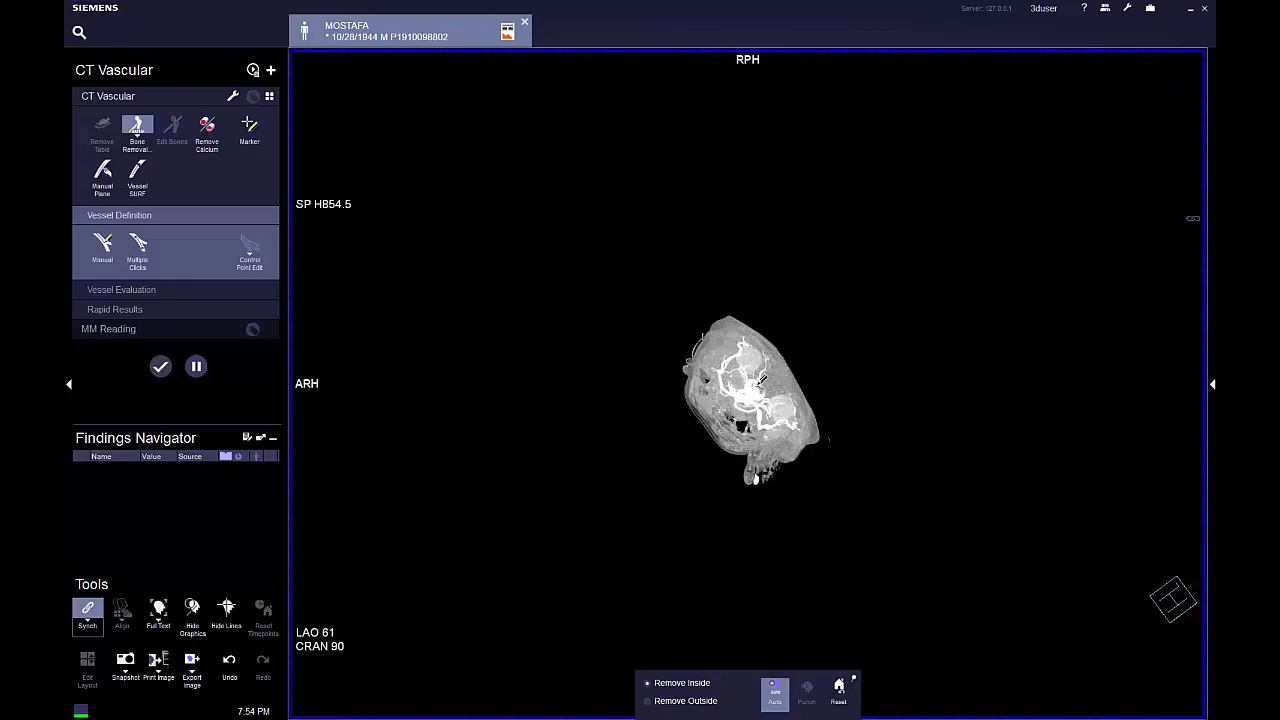 SIEMENS
Server: 127.0.0.1
3duser
?
MOSTAFA
* 10/28/1944 M P1910098802
CT Vascular
CT Vascular
Remove Table
Bone Removal...
Edit Bones
Remove Calcium
Marker
Manual Plane
Vessel SURF
Vessel Definition
Manual
Multiple Clicks
Control Point Edit
Vessel Evaluation
Rapid Results
MM Reading
Findings Navigator
Name
Value
Source
Tools
Synch
Align
Full Text
Hide Graphics
Hide Lines
Reset Timepoints
Edit Layout
Snapshot
Print Image
Export Image
Undo
Redo
7:54 PM
RPH
SP H854.5
ARH
LAO 61
CRAN 90
H
Remove Inside
Remove Outside
auto
Auto
Punch
Reset